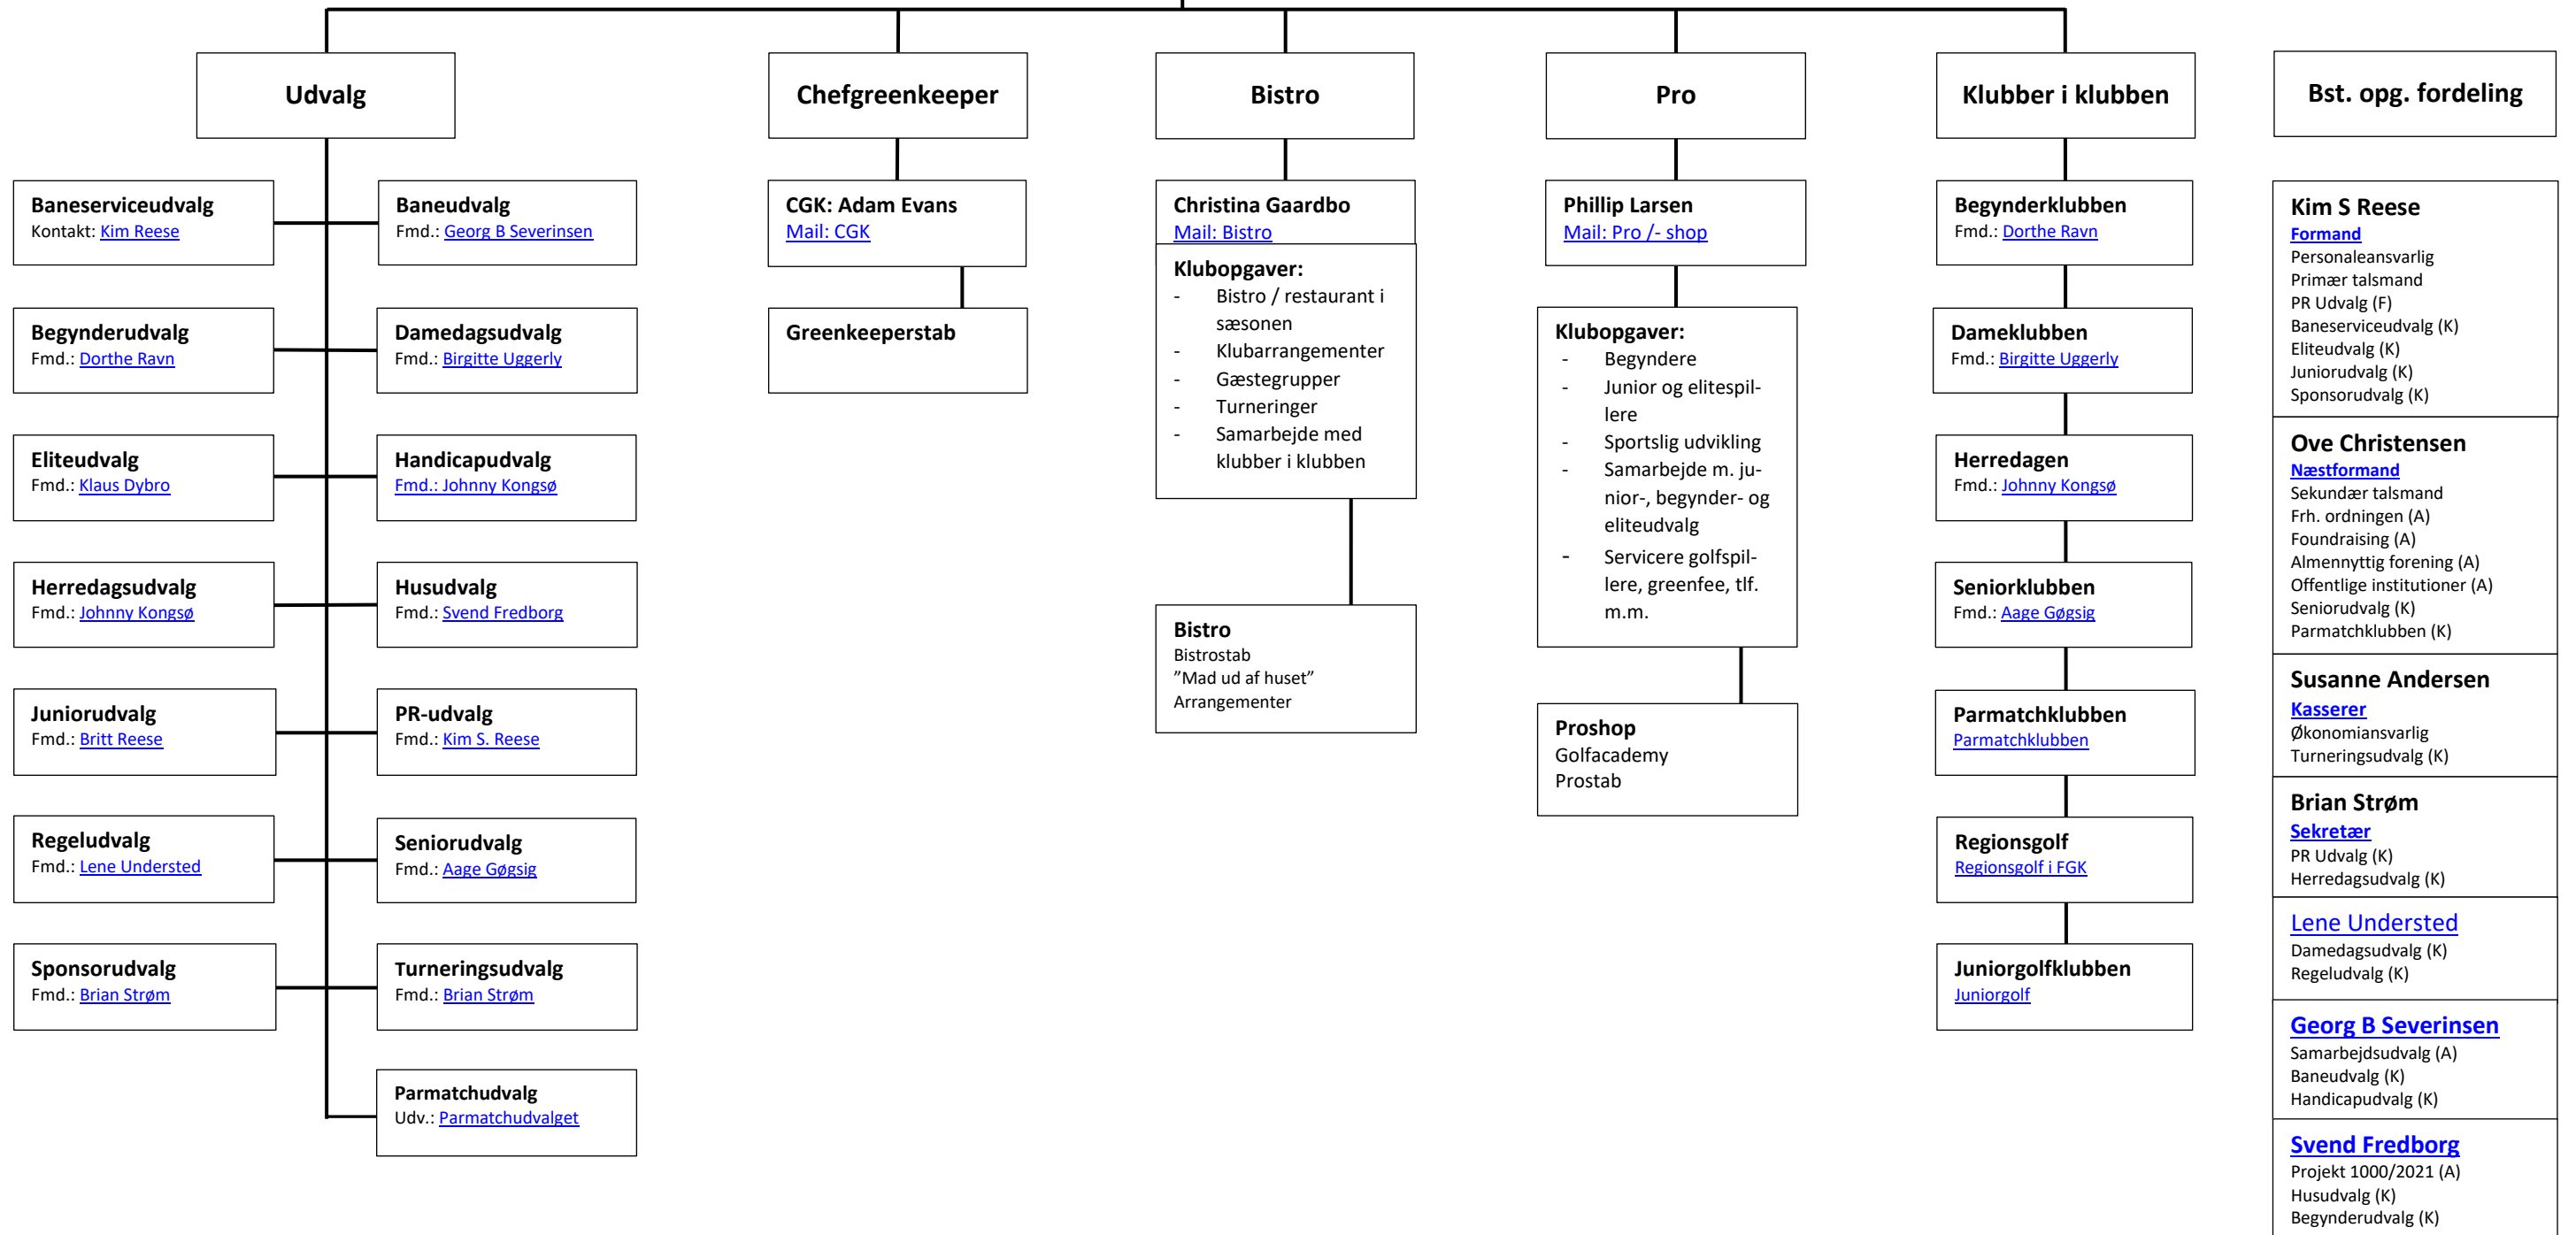 Udvalg
Baneserviceudvalg
Kontakt: Kim Reese
Baneudvalg
Fmd.: Georg B Severinsen
Begynderudvalg
Fmd.: Dorthe Ravn
Damedagsudvalg
Fmd.: Birgitte Uggerly
Eliteudvalg
Fmd.: Klaus Dybro
Handicapudvalg
Fmd.: Johnny Kongsø
Herredagsudvalg
Fmd.: Johnny Kongsø
Husudvalg
Fmd.: Svend Fredborg
Juniorudvalg
Fmd.: Britt Reese
PR-udvalg
Fmd.: Kim S. Reese
Regeludvalg
Fmd.: Lene Understed
Seniorudvalg
Fmd.: Aage Gøgsig
Sponsorudvalg
Fmd.: Brian Strøm
Turneringsudvalg
Fmd.: Brian Strøm
Parmatchudvalg
Udv.: Parmatchudvalget
Chefgreenkeeper
CGK: Adam Evans
Mail: CGK
Greenkeeperstab
Bistro
Christina Gaardbo
Mail: Bistro
Klubopgaver:
- Bistro / restaurant i
sæsonen
- Klubarrangementer
- Gæstegrupper
- Turneringer
- Samarbejde med
klubber i klubben
Bistro
Bistrostab
”Mad ud af huset”
Arrangementer
Pro
Phillip Larsen
Mail: Pro /- shop
Klubopgaver:
- Begyndere
- Junior og elitespil-
lere
- Sportslig udvikling
- Samarbejde m. ju-
nior-, begynder- og
eliteudvalg
- Servicere golfspil-
lere, greenfee, tlf.
m.m.
Proshop
Golfacademy
Prostab
Klubber i klubben
Begynderklubben
Fmd.: Dorthe Ravn
Dameklubben
Fmd.: Birgitte Uggerly
Herredagen
Fmd.: Johnny Kongsø
Seniorklubben
Fmd.: Aage Gøgsig
Parmatchklubben
Parmatchklubben
Regionsgolf
Regionsgolf i FGK
Juniorgolfklubben
Juniorgolf
Bst. opg. fordeling
Kim S Reese
Formand
Personaleansvarlig
Primær talsmand
PR Udvalg (F)
Baneserviceudvalg (K)
Eliteudvalg (K)
Juniorudvalg (K)
Sponsorudvalg (K)
Ove Christensen
Næstformand
Sekundær talsmand
Frh. ordningen (A)
Foundraising (A)
Almennyttig forening (A)
Offentlige institutioner (A)
Seniorudvalg (K)
Parmatchklubben (K)
Susanne Andersen
Kasserer
Økonomiansvarlig
Turneringsudvalg (K)
Brian Strøm
Sekretær
PR Udvalg (K)
Herredagsudvalg (K)
Lene Understed
Damedagsudvalg (K)
Regeludvalg (K)
Georg B Severinsen
Samarbejdsudvalg (A)
Baneudvalg (K)
Handicapudvalg (K)
Svend Fredborg
Projekt 1000/2021 (A)
Husudvalg (K)
Begynderudvalg (K)